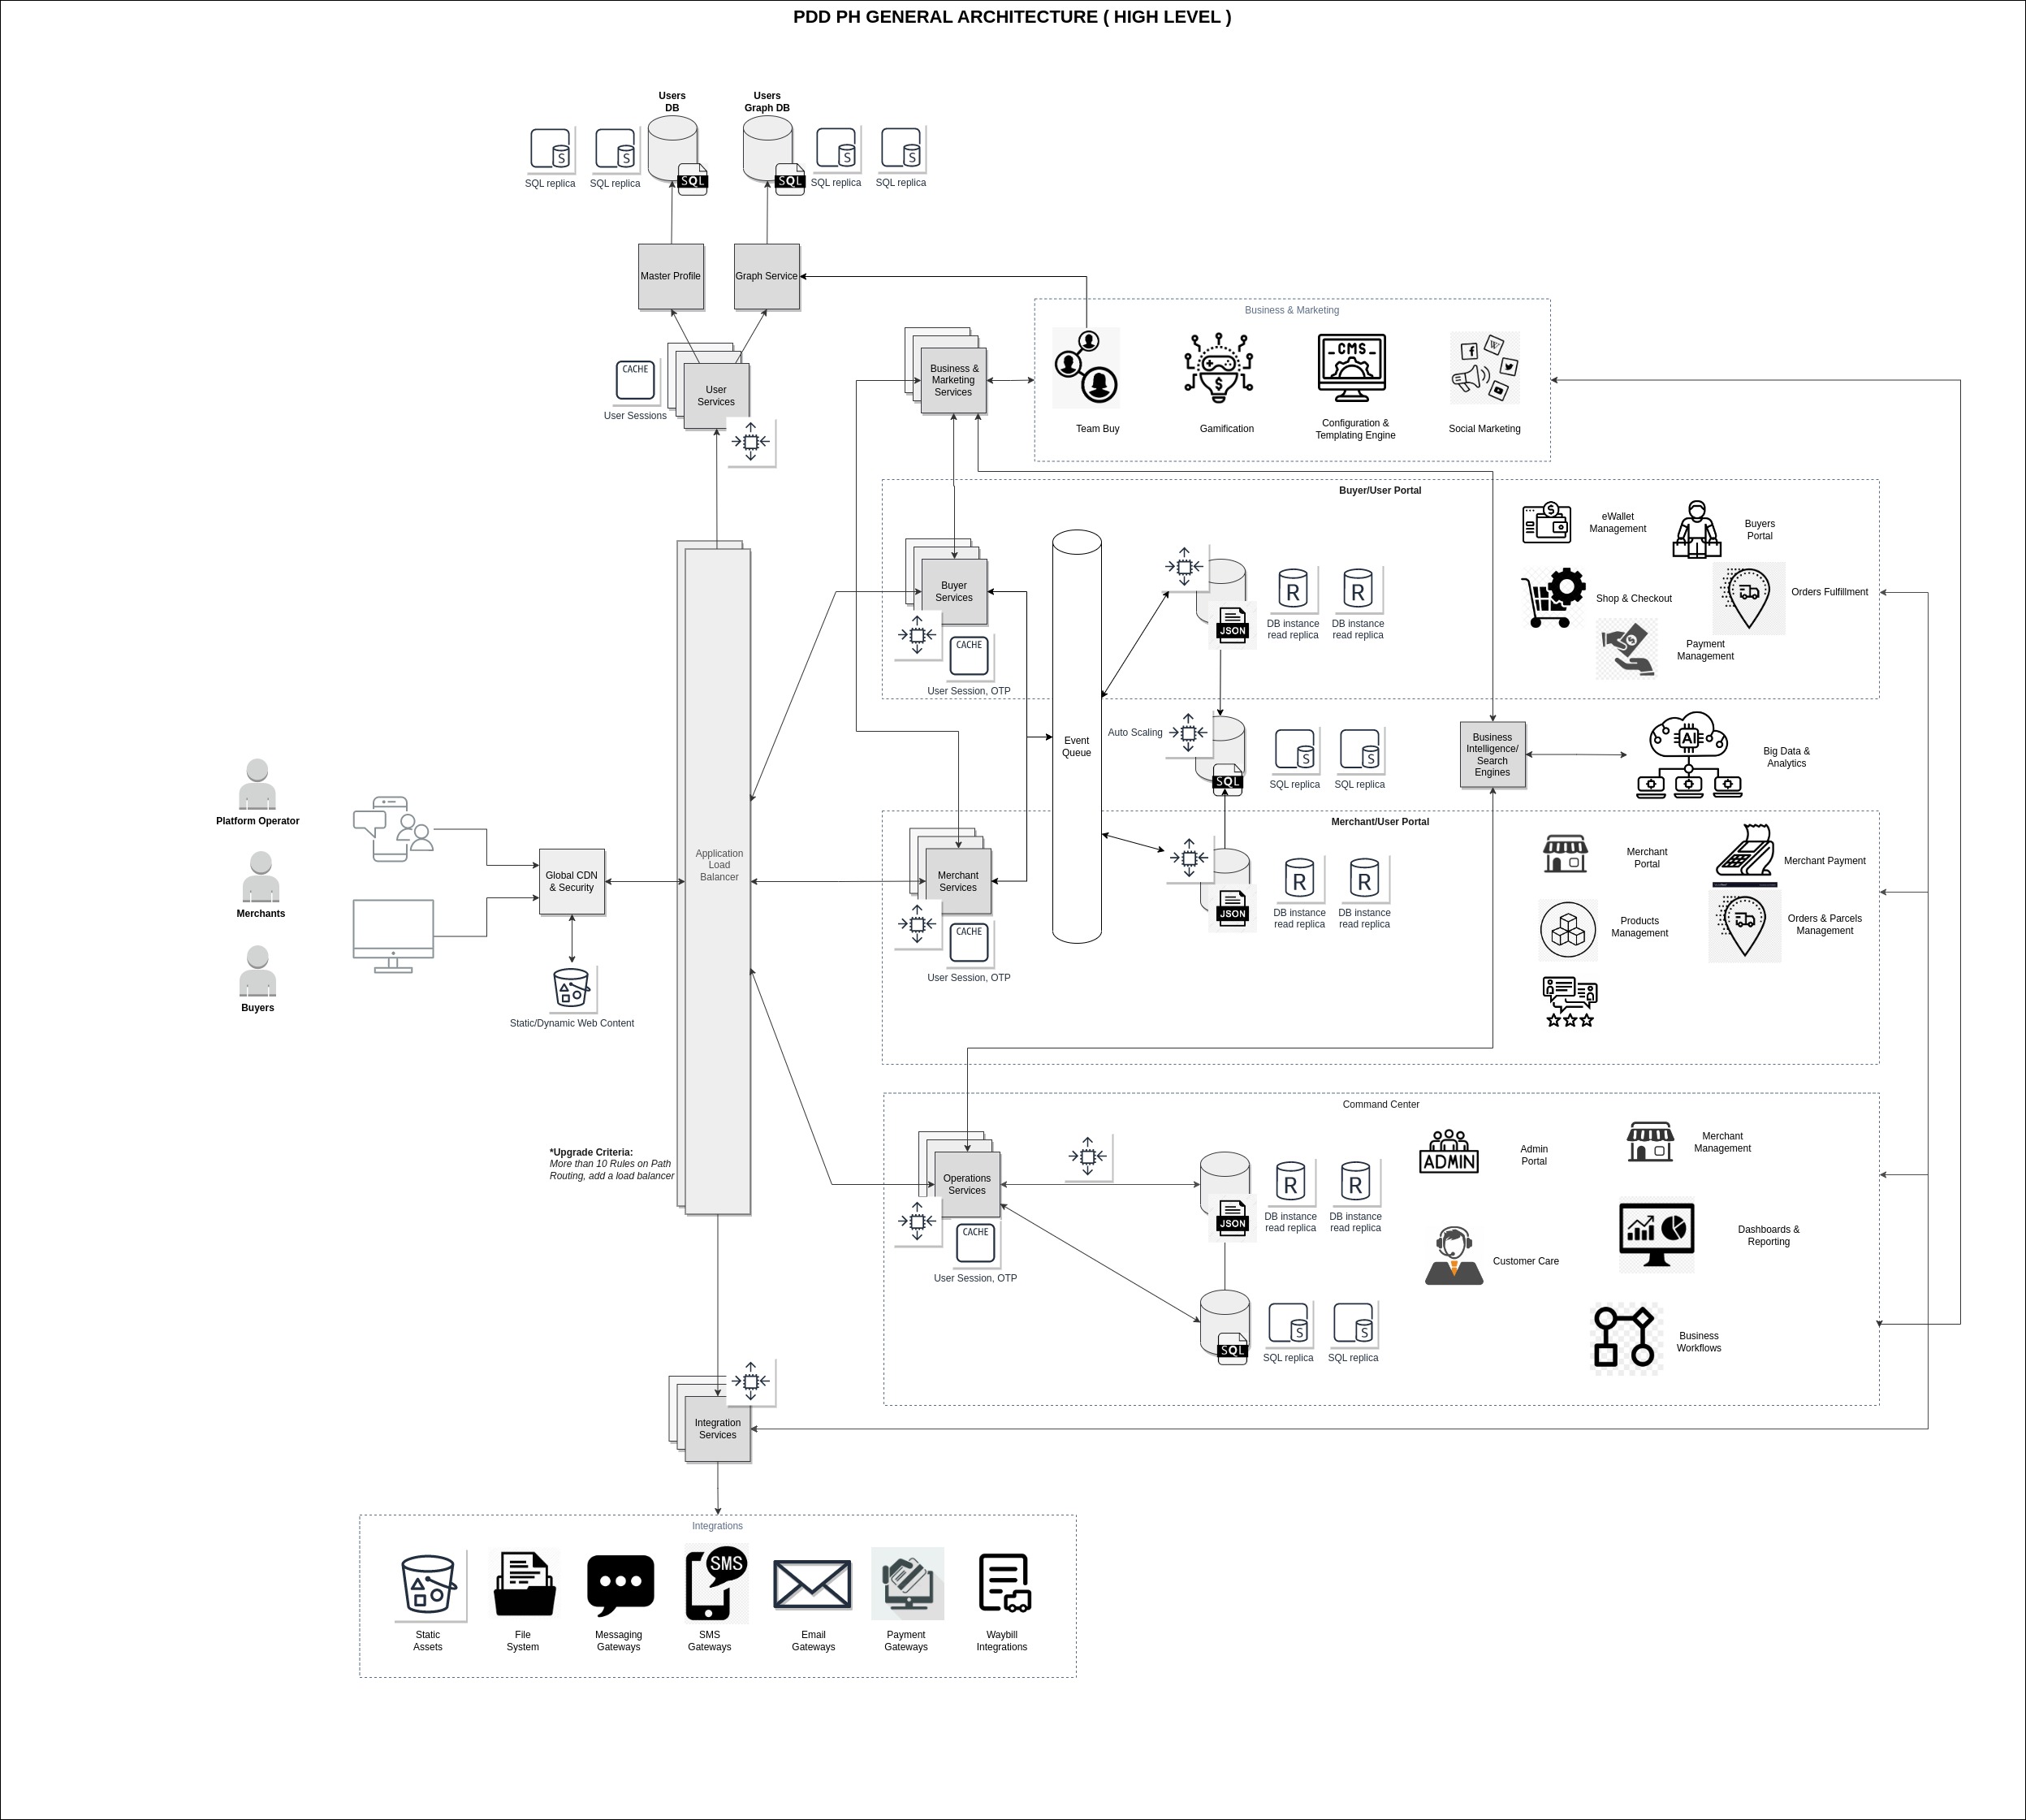 PDD PH GENERAL ARCHITECTURE ( HIGH LEVEL )
Users
DB
Users
Graph DB
S
S
S
S
SQL replica
SQL replica
SQL
SQL
SQL replica
SQL replica
Master Profile
Graph Service
Business & Marketing
CACHE
User Sessions
User
Services
Business &
Marketing
Services
CMS
W
Team Buy
Gamification
Configuration &
Templating Engine
Social Marketing
Buyer/User Portal
eWallet
Management
Buyers
Portal
Buyer
Services
CACHE
User Session, OTP
JSON
R
R
DB instance
read replica
DB instance
read replica
Shop & Checkout
Orders Fulfillment
Payment
Management
Event
Queue
Auto Scaling
SQL
S
S
SQL replica
SQL replica
Business
Intelligence/
Search
Engines
AI
Big Data &
Analytics
Platform Operator
Merchants
Buyers
Global CDN
& Security
Static/Dynamic Web Content
Application
Load
Balancer
Merchant/User Portal
Merchant
Services
CACHE
User Session, OTP
JSON
R
R
DB instance
read replica
DB instance
read replica
Merchant
Portal
Merchant Payment
Products
Management
Orders & Parcels
Management
*Upgrade Criteria:
More than 10 Rules on Path
Routing, add a load balancer
Command Center
Operations
Services
CACHE
User Session, OTP
JSON
R
R
DB instance
read replica
DB instance
read replica
ADMIN
Admin
Portal
Merchant
Management
Customer Care
Dashboards &
Reporting
SQL
S
S
SQL replica
SQL replica
Business
Workflows
Integration
Services
Integrations
SMS
Static
Assets
File
System
Messaging
Gateways
SMS
Gateways
Email
Gateways
Payment
Gateways
Waybill
Integrations